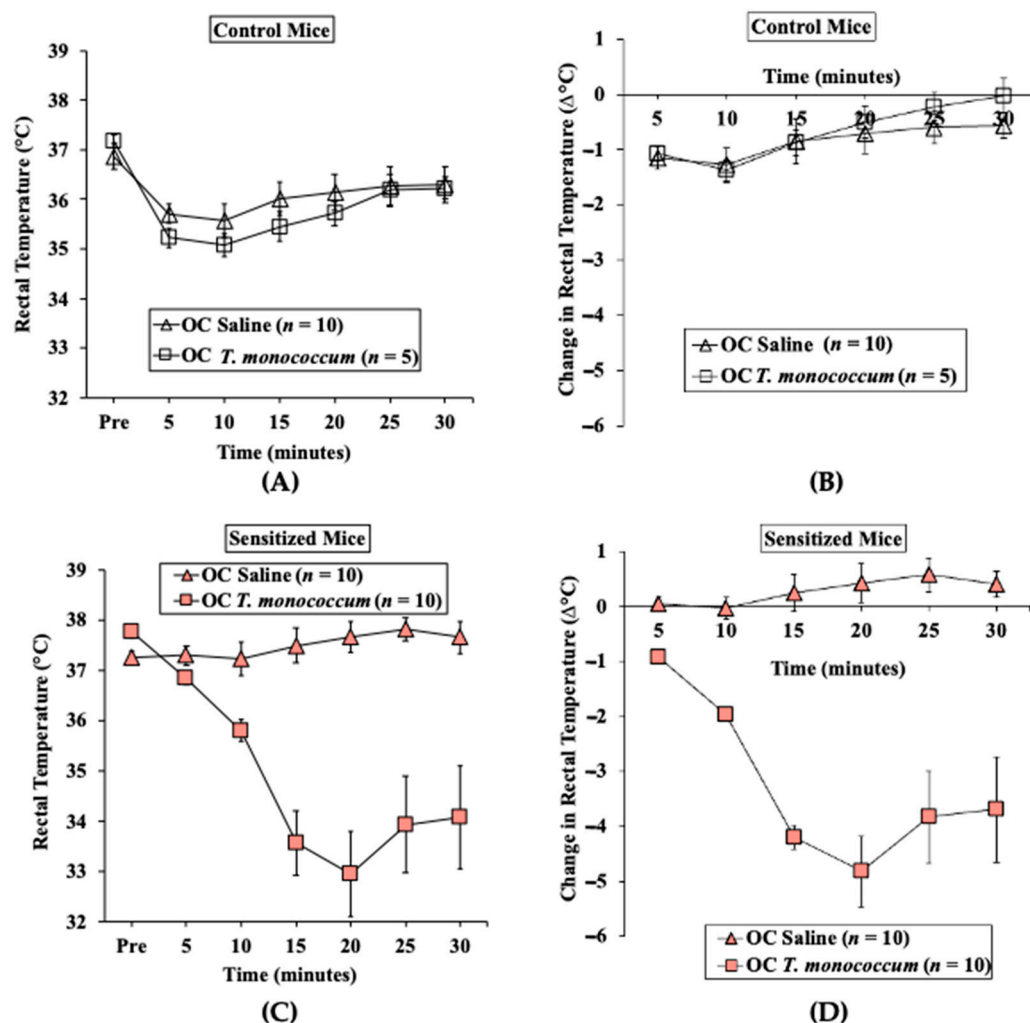 Control Mice
Rectal Temperature (°C)
39
38
37
36
35
34
33
32
OC Saline (n = 10)
OC T. monococcum (n = 5)
Pre 5 10 15 20 25 30
Time (minutes)
(A)
Control Mice
Change in Rectal Temperature (Δ°C)
Time (minutes)
1
0
−1
−2
−3
−4
−5
−6
5 10 15 20 25 30
OC Saline (n = 10)
OC T. monococcum (n = 5)
(B)
Sensitized Mice
Rectal Temperature (°C)
39
38
37
36
35
34
33
32
OC Saline (n = 10)
OC T. monococcum (n = 10)
Pre 5 10 15 20 25 30
Time (minutes)
(C)
Sensitized Mice
Change in Rectal Temperature (Δ°C)
1
0
−1
−2
−3
−4
−5
−6
5 10 15 20 25 30
Time (minutes)
OC Saline (n = 10)
OC T. monococcum (n = 10)
(D)